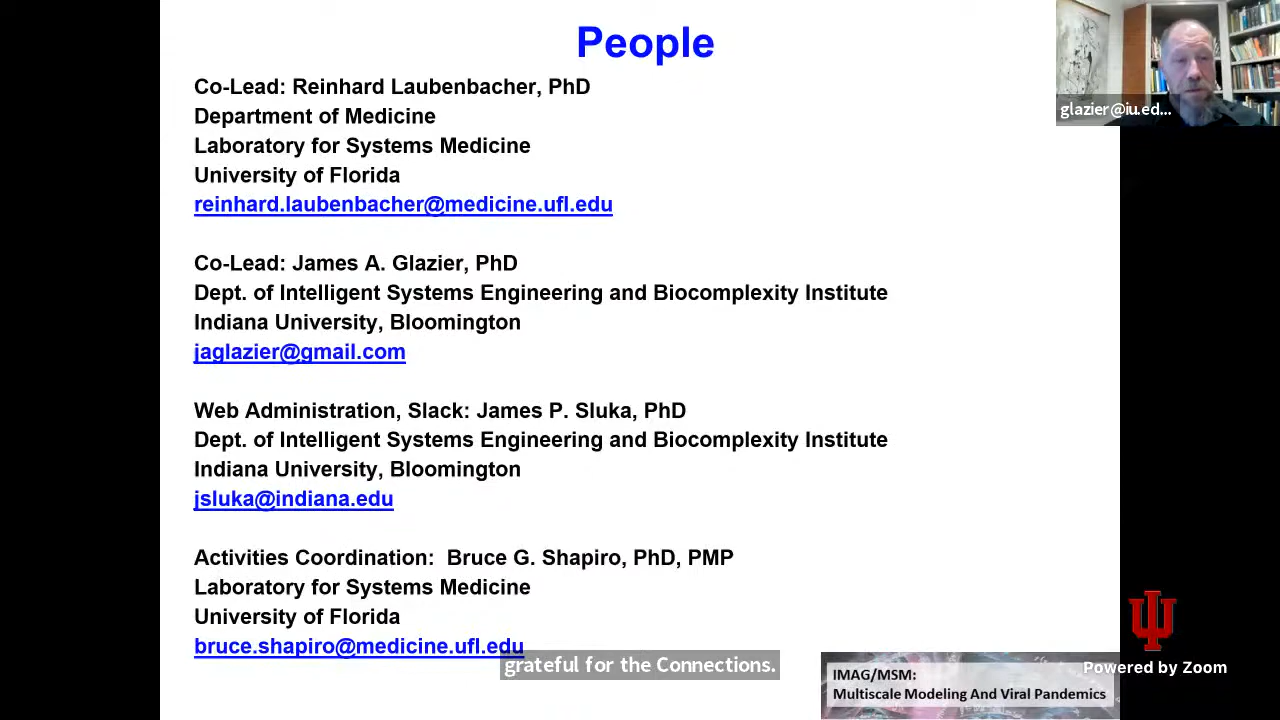 People
Co-Lead: Reinhard Laubenbacher, PhD
Department of Medicine
Laboratory for Systems Medicine
University of Florida
reinhard.laubenbacher@medicine.ufl.edu
Co-Lead: James A. Glazier, PhD
Dept. of Intelligent Systems Engineering and Biocomplexity Institute
Indiana University, Bloomington
jaglazier@gmail.com
Web Administration, Slack: James P. Sluka, PhD
Dept. of Intelligent Systems Engineering and Biocomplexity Institute
Indiana University, Bloomington
jsluka@indiana.edu
Activities Coordination:  Bruce G. Shapiro, PhD, PMP
Laboratory for Systems Medicine
University of Florida
bruce.shapiro@medicine.ufl.edu
grateful for the Connections.
glazier@iu.ed...
Powered by Zoom
IMAG/MSM:
Multiscale Modeling And Viral Pandemics